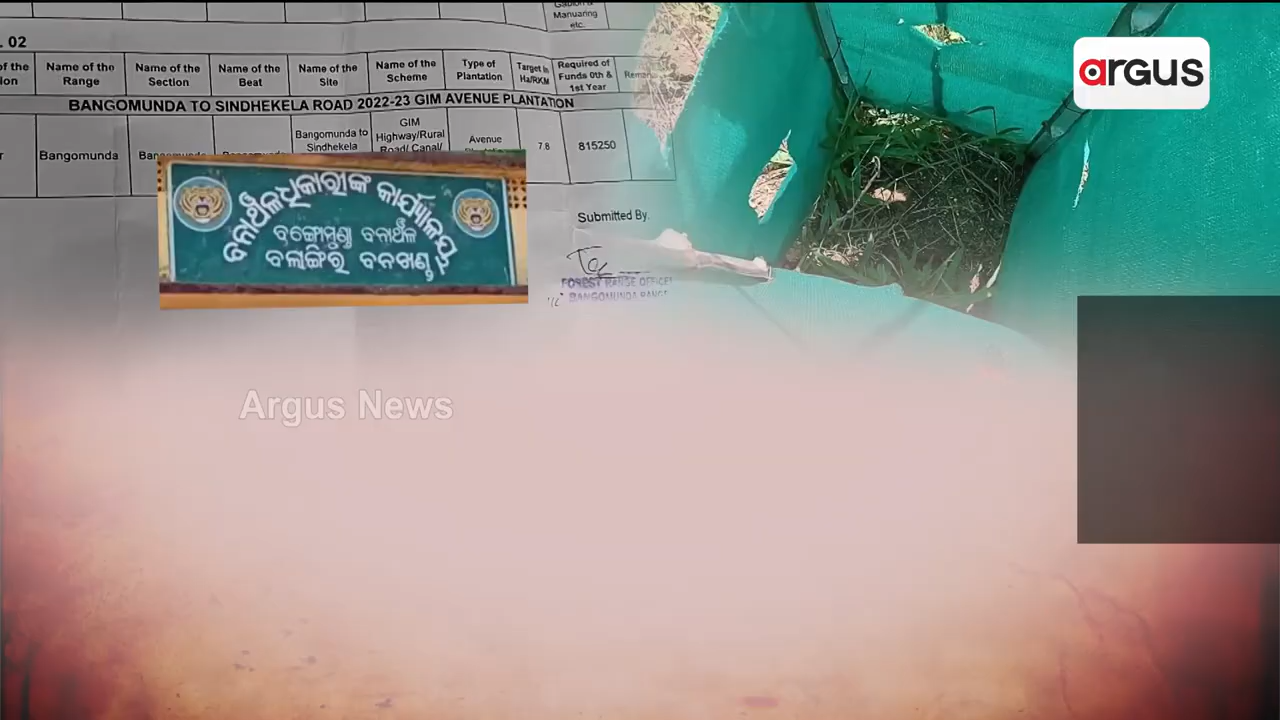 Gabion &
Manuaring
etc.
. 02
of the
ion
Name of the
Range
Name of the
Section
Name of the
Beat
Name of the
Site
Name of the
Scheme
Type of
Plantation
Target in
Ha/RKM
Required of
Funds 0th &
1st Year
BANGOMUNDA TO SINDHEKELA ROAD 2022-23 GIM AVENUE PLANTATION
r
Bangomunda
Bangomunda to
Sindhekela
GIM
Highway/Rural
Road/ Canal/
Avenue
7.8
815250
Submitted By.
FOREST RANGE OFFICER
BANGOMUNDA RANGE
ବନାଞ୍ଚଳାଧିକାରୀଙ୍କ କାର୍ଯ୍ୟାଳୟ
ବଙ୍ଗୋମୁଣ୍ଡା ବନାଞ୍ଚଳ
ବଲାଙ୍ଗିର ବନଖଣ୍ଡ
argus
Argus News